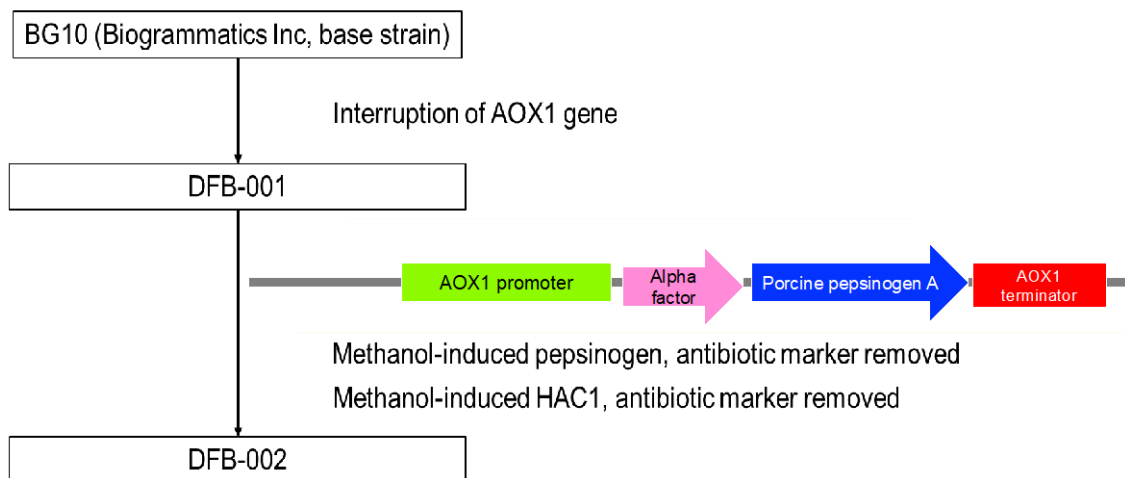 BG10 (Biogrammatics Inc, base strain)
Interruption of AOX1 gene
DFB-001
AOX1 promoter
Alpha
factor
Porcine pepsinogen A
AOX1
terminator
Methanol-induced pepsinogen, antibiotic marker removed
Methanol-induced HAC1, antibiotic marker removed
DFB-002